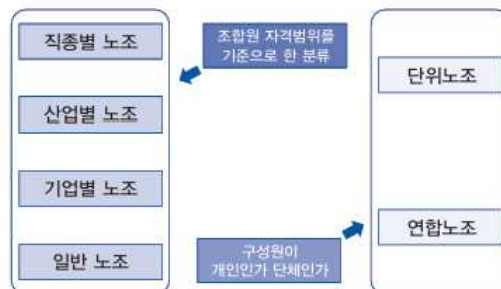 직종별 노조
산업별 노조
기업별 노조
일반 노조
조합원 자격범위를
기준으로 한 분류
구성원이
개인인가 단체인가
단위노조
연합노조